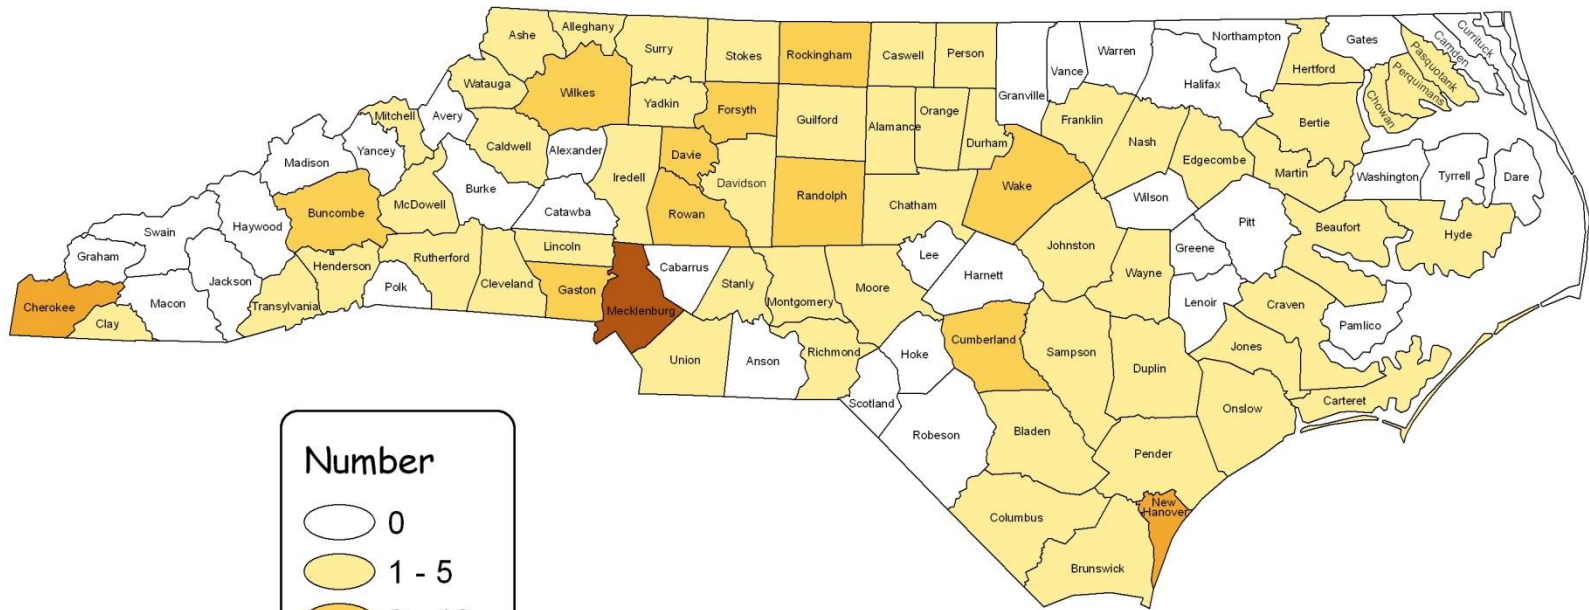 Alleghany
Ashe
Surry
Stokes
Rockingham
Caswell
Person
Vance
Warren
Northampton
Gates
Camden
Currituck
Pasquotank
Perquimans
Chowan
Hertford
Halifax
Granville
Watauga
Wilkes
Yadkin
Forsyth
Guilford
Alamance
Orange
Durham
Franklin
Nash
Edgecombe
Bertie
Martin
Washington
Tyrrell
Dare
Mitchell
Avery
Caldwell
Alexander
Iredell
Davie
Davidson
Randolph
Chatham
Wake
Wilson
Madison
Yancey
Buncombe
McDowell
Burke
Catawba
Rowan
Johnston
Greene
Pitt
Beaufort
Hyde
Swain
Haywood
Graham
Jackson
Henderson
Rutherford
Lincoln
Cabarrus
Stanly
Montgomery
Moore
Lee
Harnett
Wayne
Lenoir
Craven
Pamlico
Cherokee
Clay
Macon
Transylvania
Polk
Cleveland
Gaston
Mecklenburg
Union
Anson
Richmond
Hoke
Cumberland
Sampson
Duplin
Jones
Carteret
Onslow
Scotland
Robeson
Bladen
Pender
Columbus
Brunswick
New
Hanover
Number
0
1 - 5